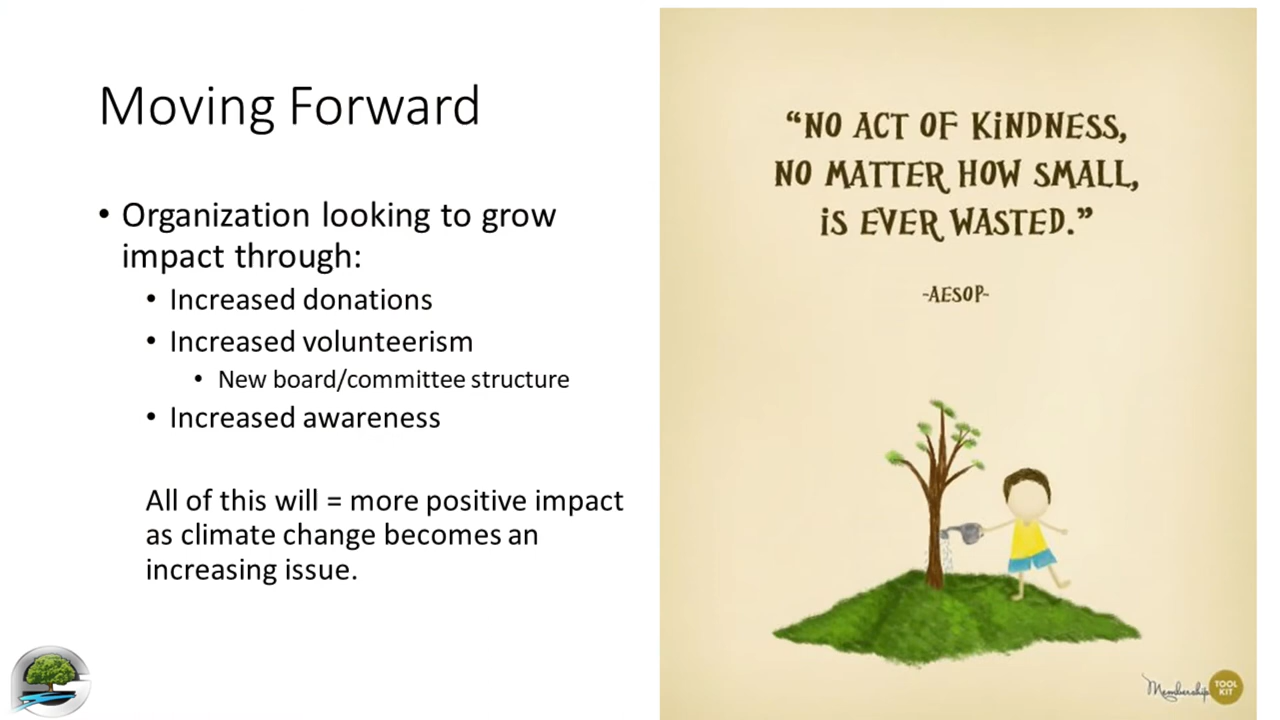 Moving Forward
• Organization looking to grow
impact through:
• Increased donations
• Increased volunteerism
• New board/committee structure
• Increased awareness
All of this will = more positive impact
as climate change becomes an
increasing issue.
“NO ACT OF KiNDNESS,
NO MATTER HOW SMALL,
iS EVER WASTED.”
-AESOP-
Membership TOOL
KIT